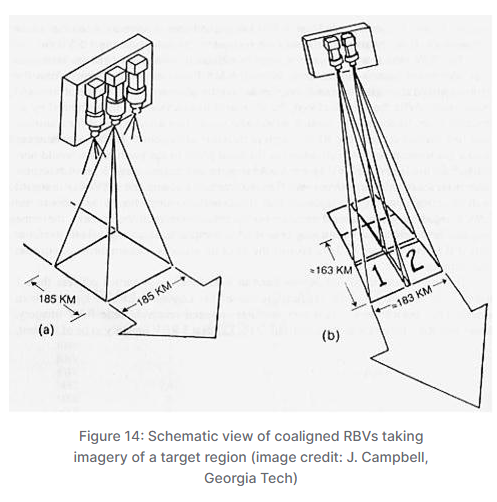 185 KM
185 KM
(a)
≈163 KM
1
2
≈183 KM
(b)
Figure 14: Schematic view of coaligned RBVs taking
imagery of a target region (image credit: J. Campbell,
Georgia Tech)